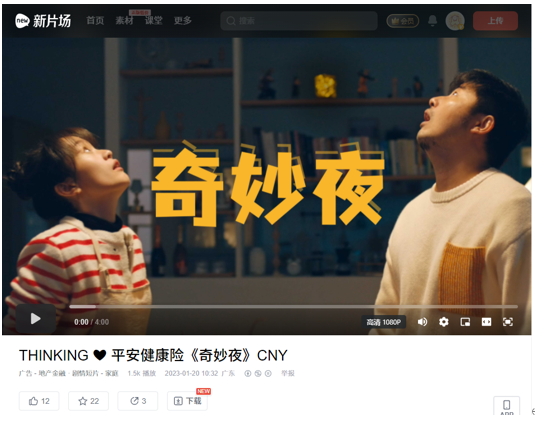 new 新片场 首页 素材 课堂 更多 搜索 会员 上传
奇妙夜
0:00 / 4:00 高清 1080P
THINKING ♥ 平安健康险《奇妙夜》CNY
广告 - 地产金融 · 剧情短片 - 家庭 1.5k 播放 2023-01-20 10:32 广东 举报
NEW
12 22 3 下载
APP